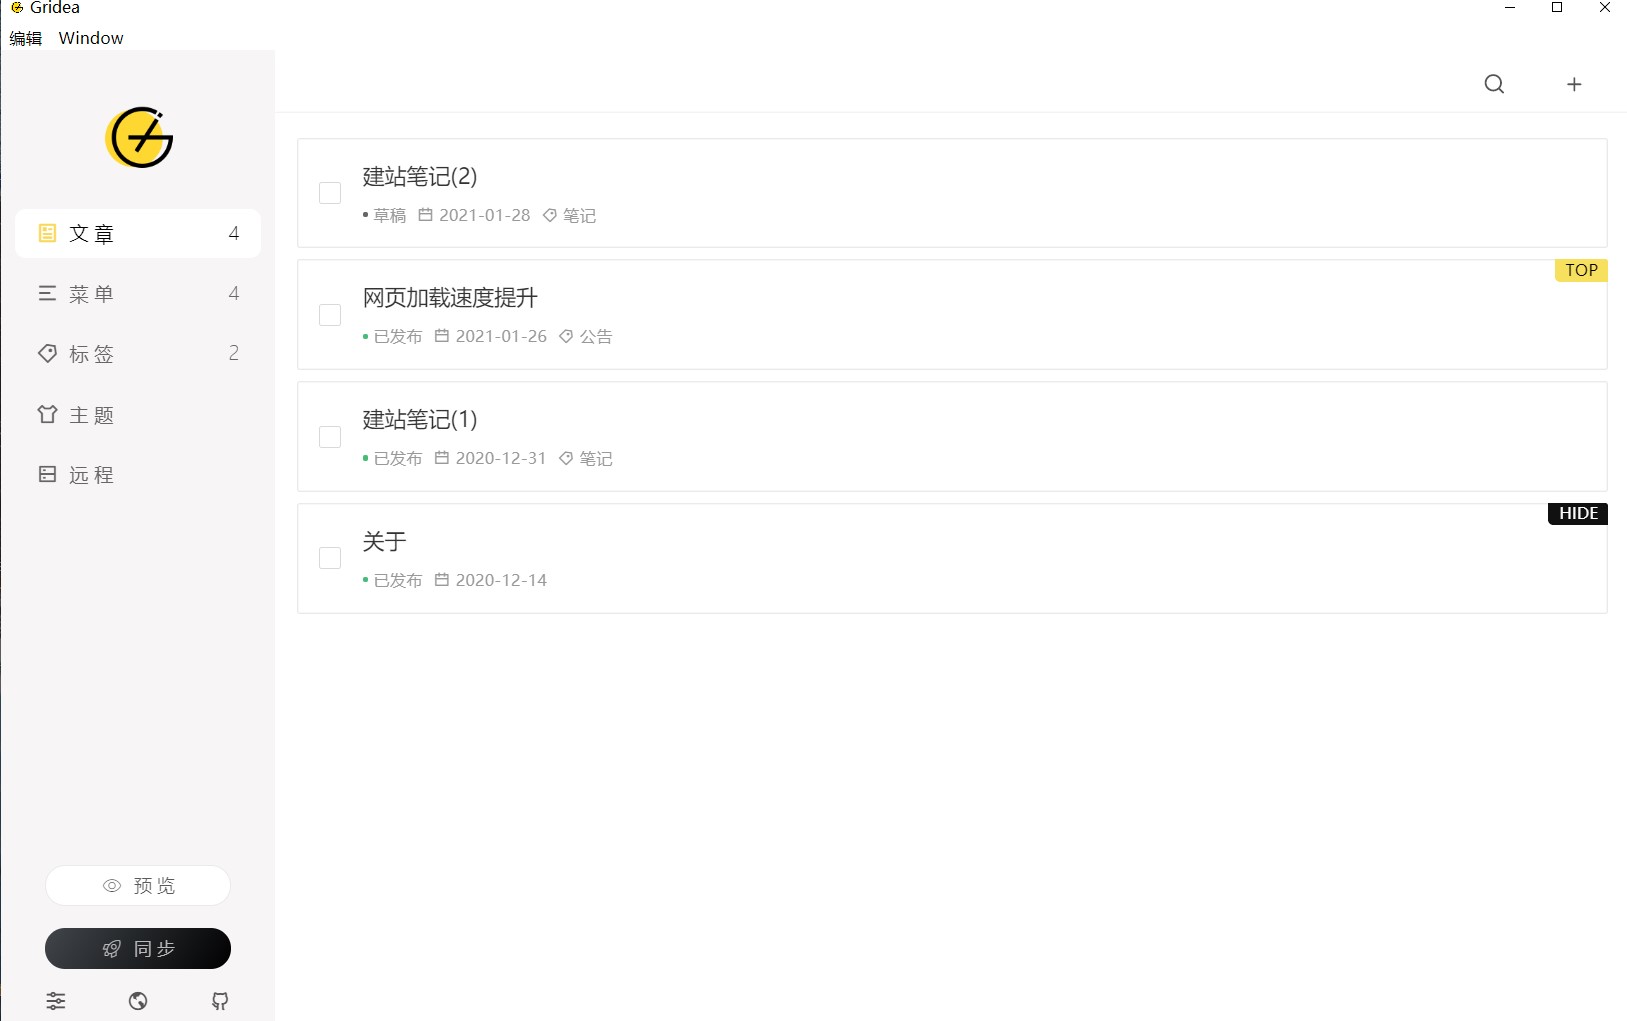 Gridea
编辑 Window
文章 4
菜单 4
标签 2
主题
远程
预览
同步
建站笔记(2)
草稿 2021-01-28 笔记
TOP
网页加载速度提升
已发布 2021-01-26 公告
建站笔记(1)
已发布 2020-12-31 笔记
HIDE
关于
已发布 2020-12-14